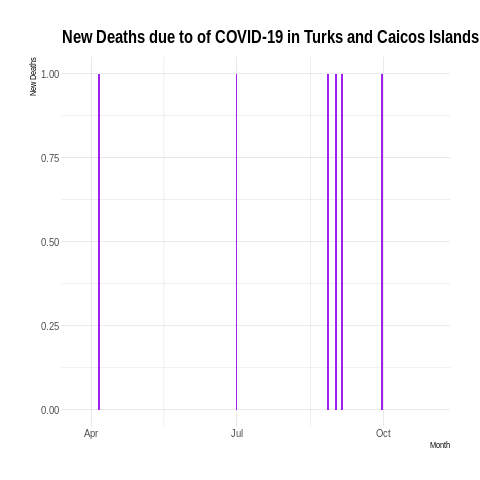 New Deaths due to of COVID-19 in Turks and Caicos Islands
New Deaths
1.00
0.75
0.50
0.25
0.00
Apr
Jul
Oct
Month